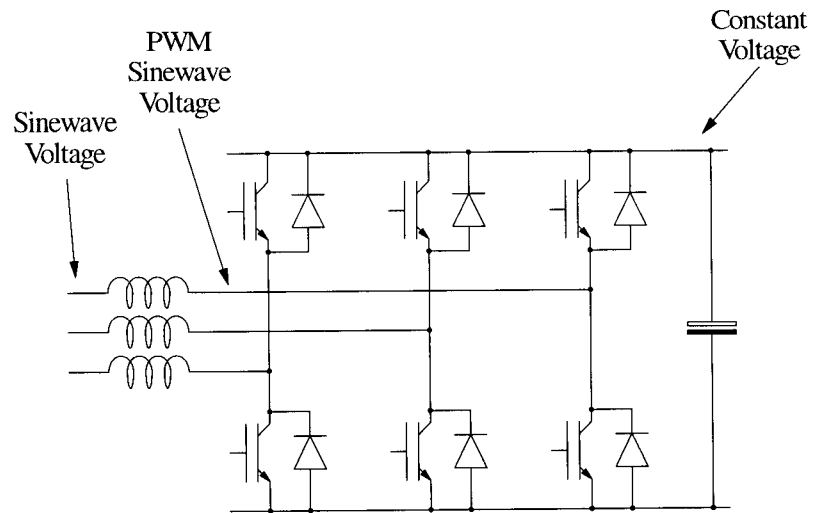 Sinewave
Voltage
PWM
Sinewave
Voltage
Constant
Voltage